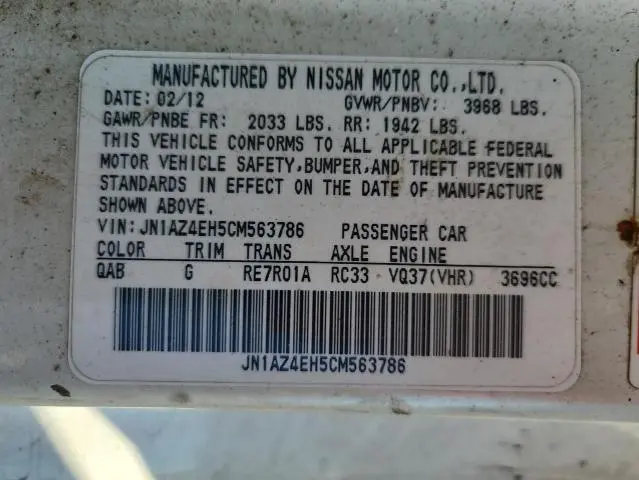 MANUFACTURED BY NISSAN MOTOR CO.,LTD.
DATE: 02/12 GVWR/PNBV: 3968 LBS.
GAWR/PNBE FR: 2033 LBS. RR: 1942 LBS.
THIS VEHICLE CONFORMS TO ALL APPLICABLE FEDERAL
MOTOR VEHICLE SAFETY,BUMPER,AND THEFT PREVENTION
STANDARDS IN EFFECT ON THE DATE OF MANUFACTURE
SHOWN ABOVE.
VIN:JN1AZ4EH5CM563786 PASSENGER CAR
COLOR TRIM TRANS AXLE ENGINE
QAB G RE7R01A RC33 VQ37(VHR) 3696CC
JN1AZ4EH5CM563786